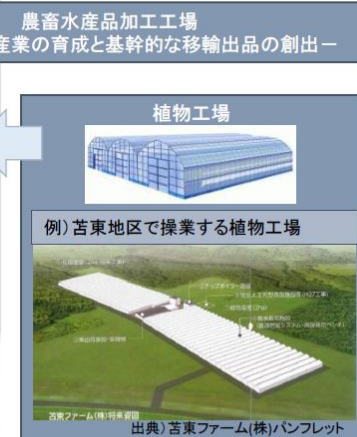 農畜水産品加工工場
産業の育成と基幹的な移輸出品の創出－
植物工場
例）苫東地区で操業する植物工場
苫東ファーム(株)将来姿図
出典）苫東ファーム(株)パンフレット